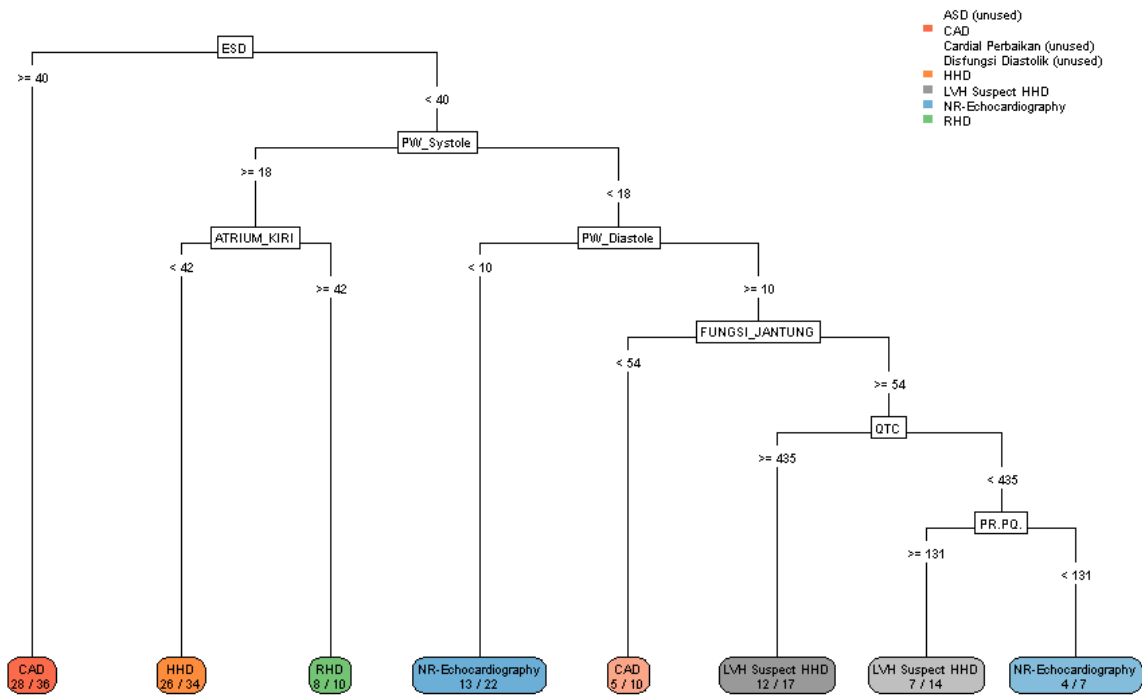 ASD (unused)
CAD
Cardial Perbaikan (unused)
Disfungsi Diastolik (unused)
HHD
LVH Suspect HHD
NR-Echocardiography
RHD
ESD
>= 40
< 40
PW_Systole
>= 18
< 18
ATRIUM_KIRI
PW_Diastole
< 42
>= 42
< 10
>= 10
FUNGSI_JANTUNG
< 54
>= 54
QTC
>= 435
< 435
PR.PQ.
>= 131
< 131
CAD
28 / 36
HHD
26 / 34
RHD
8 / 10
NR-Echocardiography
13 / 22
CAD
5 / 10
LVH Suspect HHD
12 / 17
LVH Suspect HHD
7 / 14
NR-Echocardiography
4 / 7